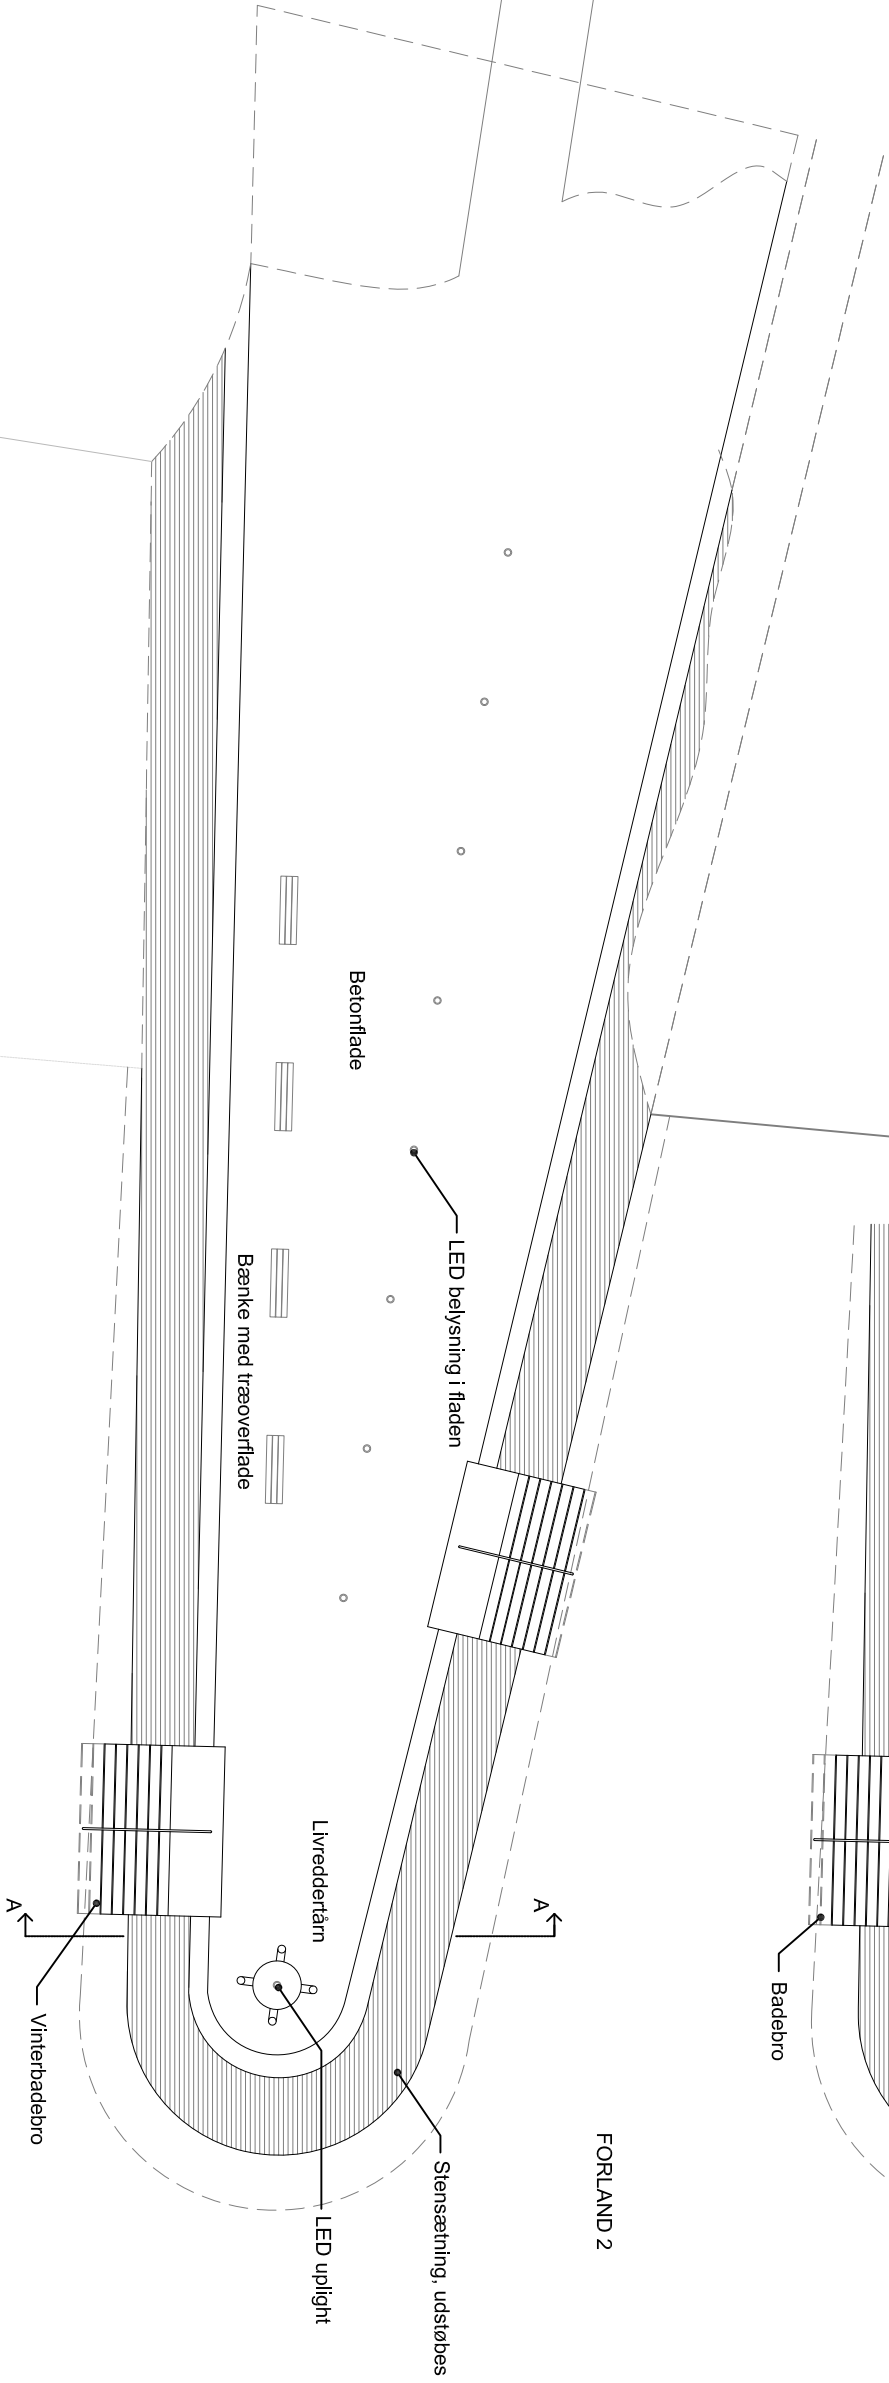 Betonflade
LED belysning i fladen
Bænke med træoverflade
Livreddertårn
A
A
Badebro
Vinterbadebro
FORLAND 2
Stensætning, udstøbes
LED uplight